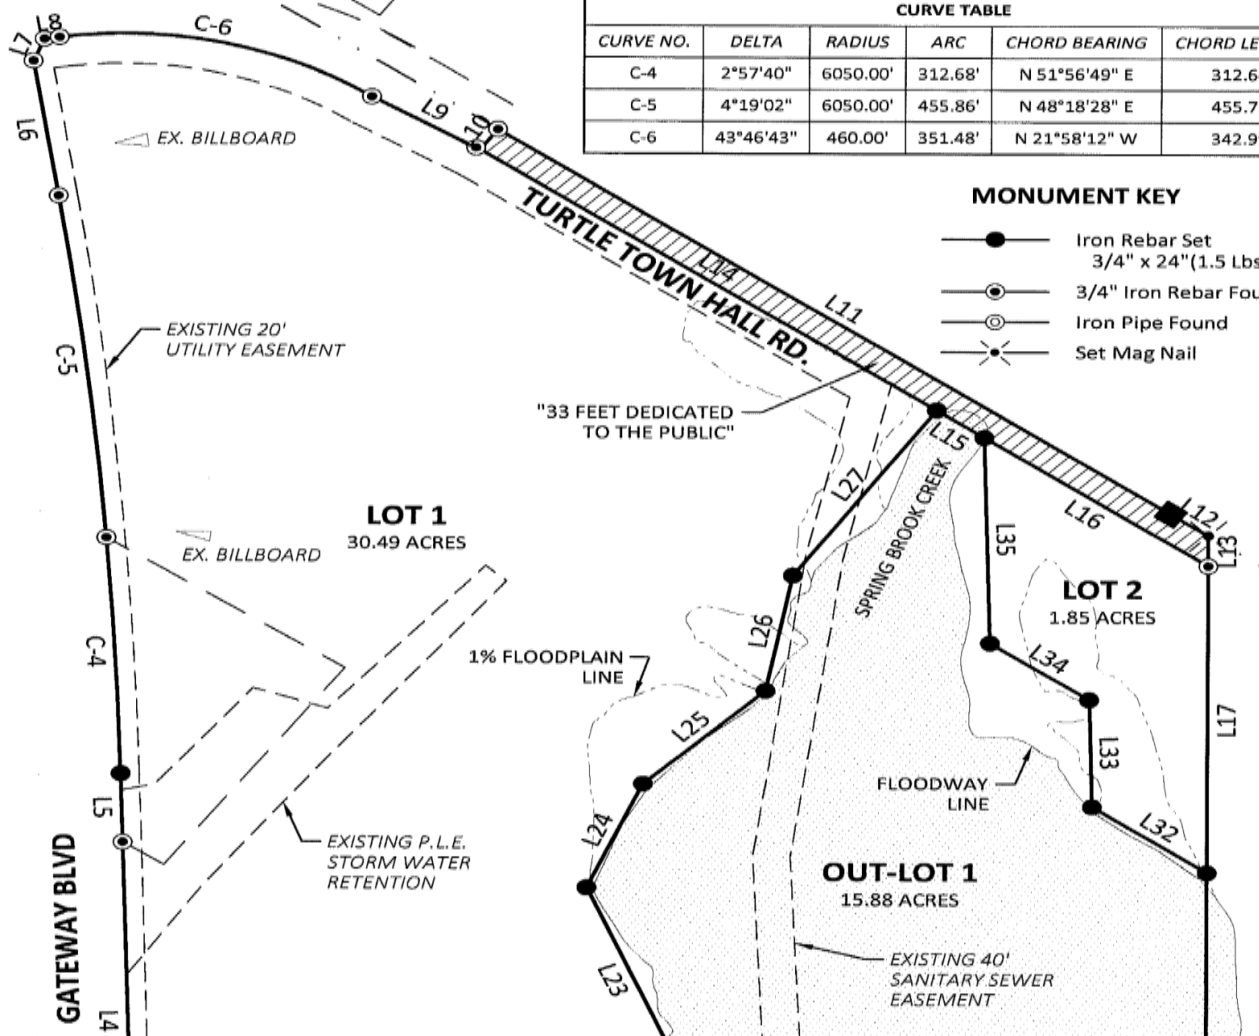 CURVE TABLE
CURVE NO. DELTA RADIUS ARC CHORD BEARING CHORD LE
C-4 2°57'40" 6050.00' 312.68' N 51°56'49" E 312.6
C-5 4°19'02" 6050.00' 455.86' N 48°18'28" E 455.7
C-6 43°46'43" 460.00' 351.48' N 21°58'12" W 342.9
MONUMENT KEY
Iron Rebar Set
3/4" x 24"(1.5 Lbs
3/4" Iron Rebar Fou
Iron Pipe Found
Set Mag Nail
L7
L8
C-6
L9
L10
L6
EX. BILLBOARD
TURTLE TOWN HALL RD.
L14
L11
EXISTING 20'
UTILITY EASEMENT
C-5
"33 FEET DEDICATED
TO THE PUBLIC"
L15
L27
SPRING BROOK CREEK
L16
L12
L13
LOT 1
30.49 ACRES
EX. BILLBOARD
L35
LOT 2
1.85 ACRES
L26
L34
C-4
1% FLOODPLAIN
LINE
L25
L33
L17
FLOODWAY
LINE
L5
L24
L32
EXISTING P.L.E.
STORM WATER
RETENTION
OUT-LOT 1
15.88 ACRES
GATEWAY BLVD
L23
EXISTING 40'
SANITARY SEWER
EASEMENT
L4